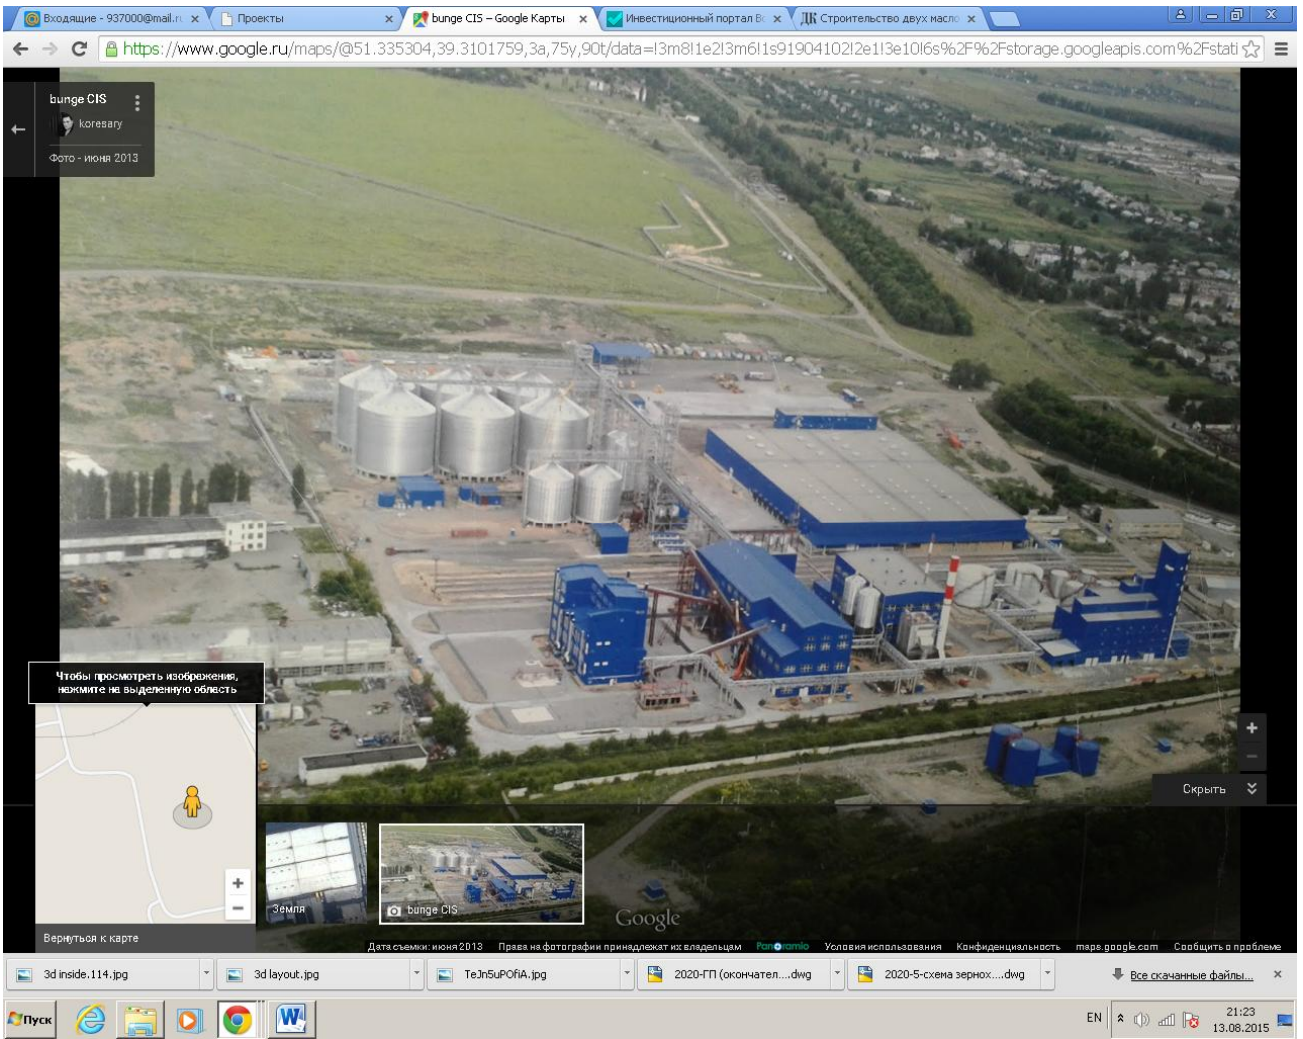 Входящие - 937000@mail.ru
Проекты
bunge CIS – Google Карты
Инвестиционный портал Во
ДК Строительство двух масло
https://www.google.ru/maps/@51.335304,39.3101759,3a,75y,90t/data=!3m8!1e2!3m6!1s91904102!2e1!3e10!6s%2F%2Fstorage.googleapis.com%2Fstati
bunge CIS
koresary
Фото - июня 2013
Чтобы просмотреть изображения,
нажмите на выделенную область
Скрыть
Земля
bunge CIS
Google
Вернуться к карте
Дата съемки: июня 2013 Права на фотографии принадлежат их владельцам Panoramio Условия использования Конфиденциальность maps.google.com Сообщить о проблеме
3d inside.114.jpg
3d layout.jpg
TeJn5uPOfiA.jpg
2020-ГП (окончател....dwg
2020-5-схема зернох....dwg
Все скачанные файлы...
Пуск
EN
21:23
13.08.2015